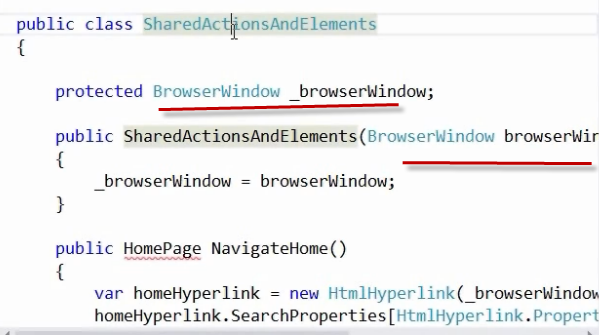 public class SharedActionsAndElements
{
protected BrowserWindow _browserWindow;
public SharedActionsAndElements(BrowserWindow browserWin
{
_browserWindow = browserWindow;
}
public HomePage NavigateHome()
{
var homeHyperlink = new HtmlHyperlink(_browserWindow
homeHyperlink.SearchProperties[HtmlHyperlink.Propert